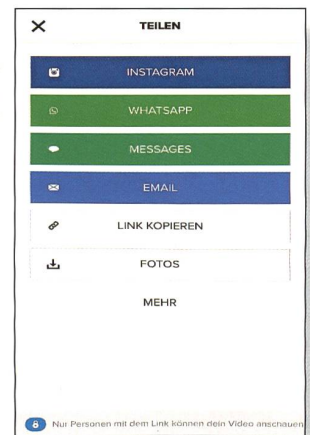 TEILEN
INSTAGRAM
WHATSAPP
MESSAGES
EMAIL
LINK KOPIEREN
FOTOS
MEHR
Nur Personen mit dem Link können dein Video anschauen